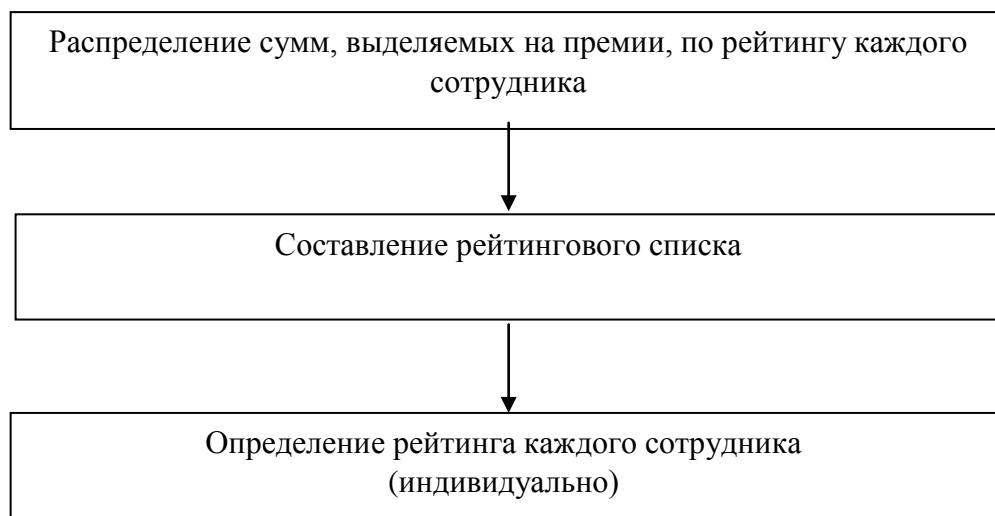 Распределение сумм, выделяемых на премии, по рейтингу каждого
сотрудника
Составление рейтингового списка
Определение рейтинга каждого сотрудника
(индивидуально)